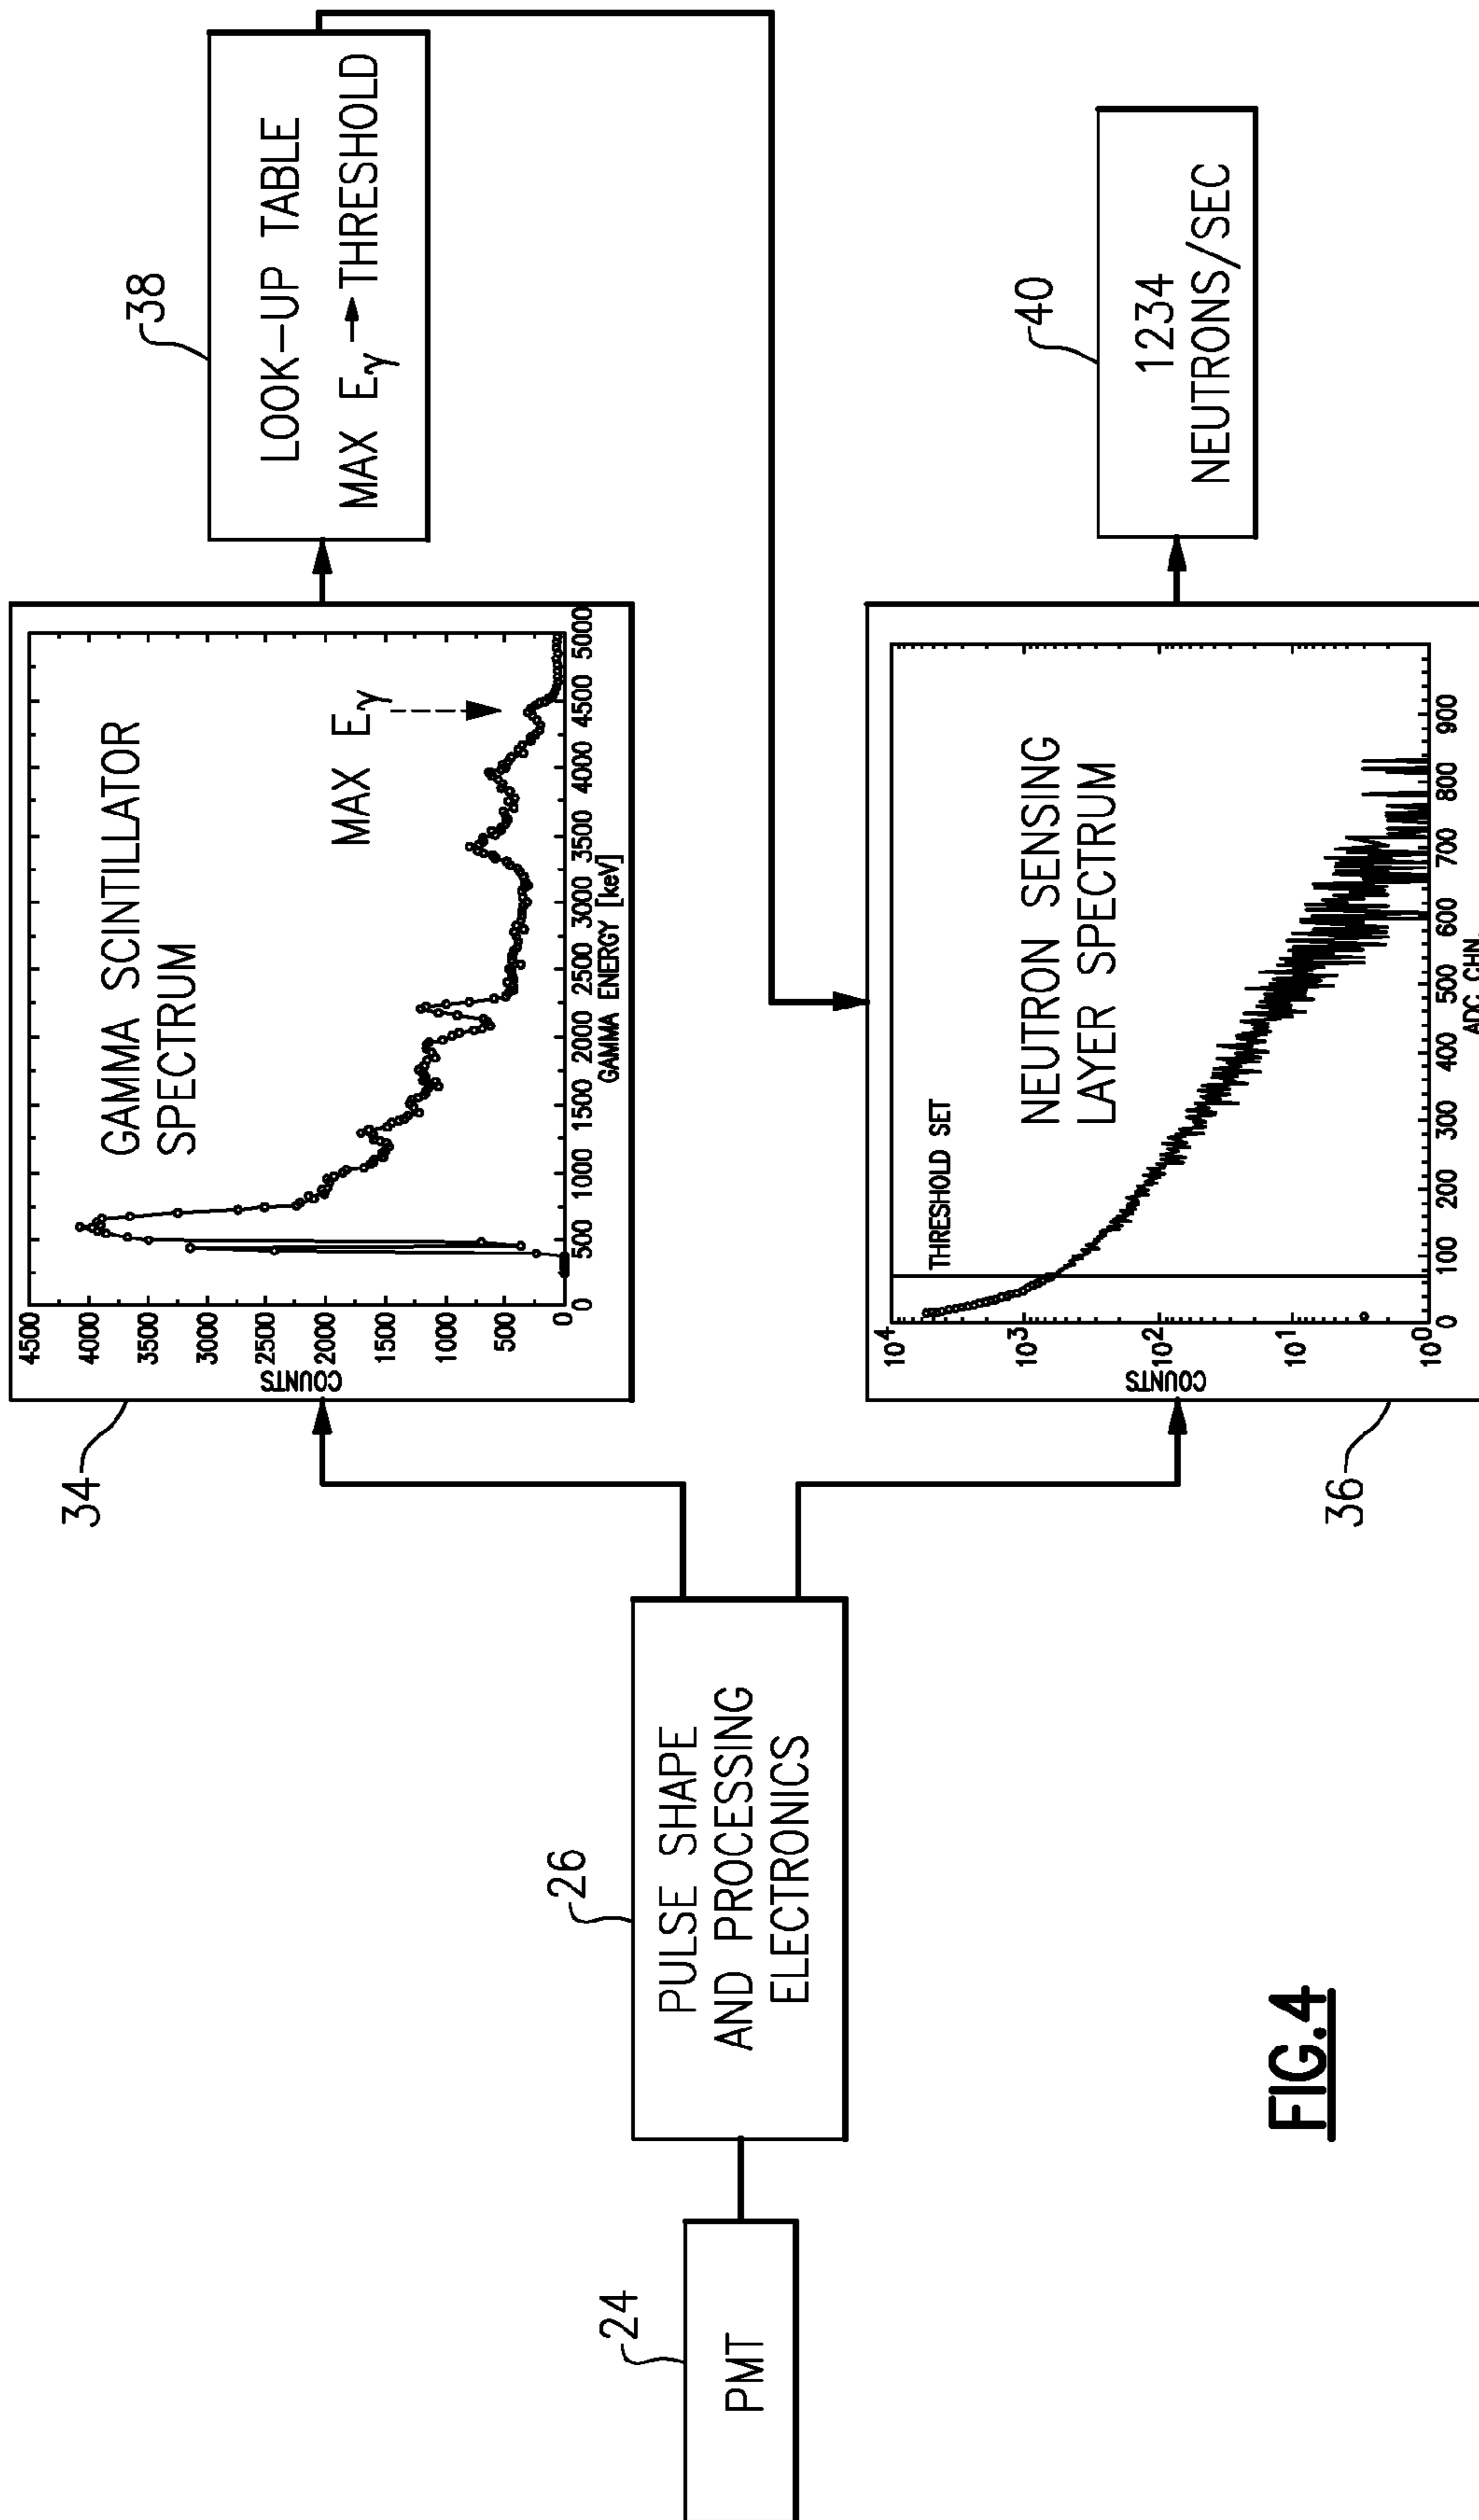 24
PMT
26
PULSE SHAPE
AND PROCESSING
ELECTRONICS
34
GAMMA SCINTILLATOR
SPECTRUM
MAX Eγ
COUNTS
4500
4000
3500
3000
2500
2000
1500
1000
500
0
0 500 1000 1500 2000 2500 3000 3500 4000 4500 5000
GAMMA ENERGY [keV]
38
LOOK-UP TABLE
MAX Eγ → THRESHOLD
36
THRESHOLD SET
NEUTRON SENSING
LAYER SPECTRUM
COUNTS
10⁴
10³
10²
10¹
10⁰
0 100 200 300 400 500 600 700 800 900
ADC CHN.
40
1234
NEUTRONS/SEC
FIG.4